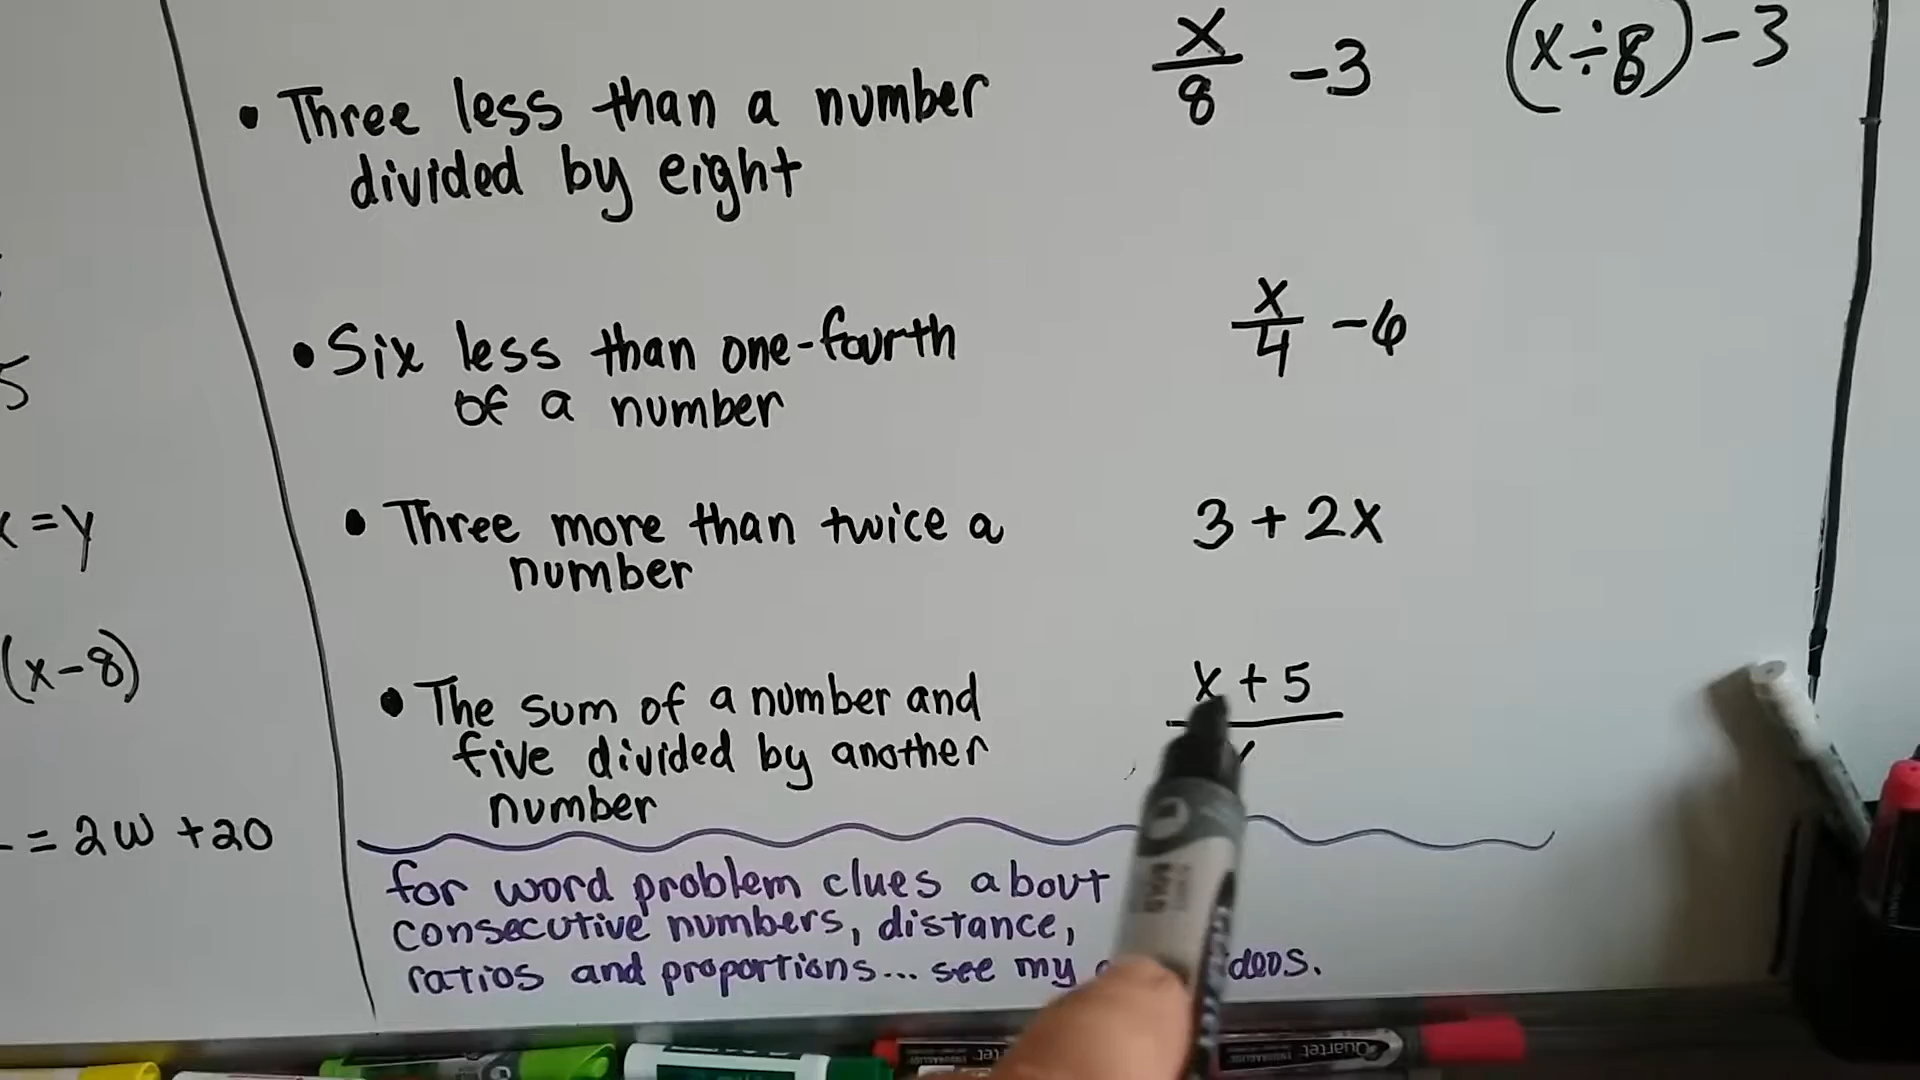 • Three less than a number
divided by eight
x/8 -3
(x÷8)-3
• Six less than one-fourth
of a number
x/4 -6
• Three more than twice a
number
3 + 2x
• The sum of a number and
five divided by another
number
x + 5
for word problem clues about
consecutive numbers, distance,
ratios and proportions... see my
5
x = y
(x-8)
= 2w +20
Quartet